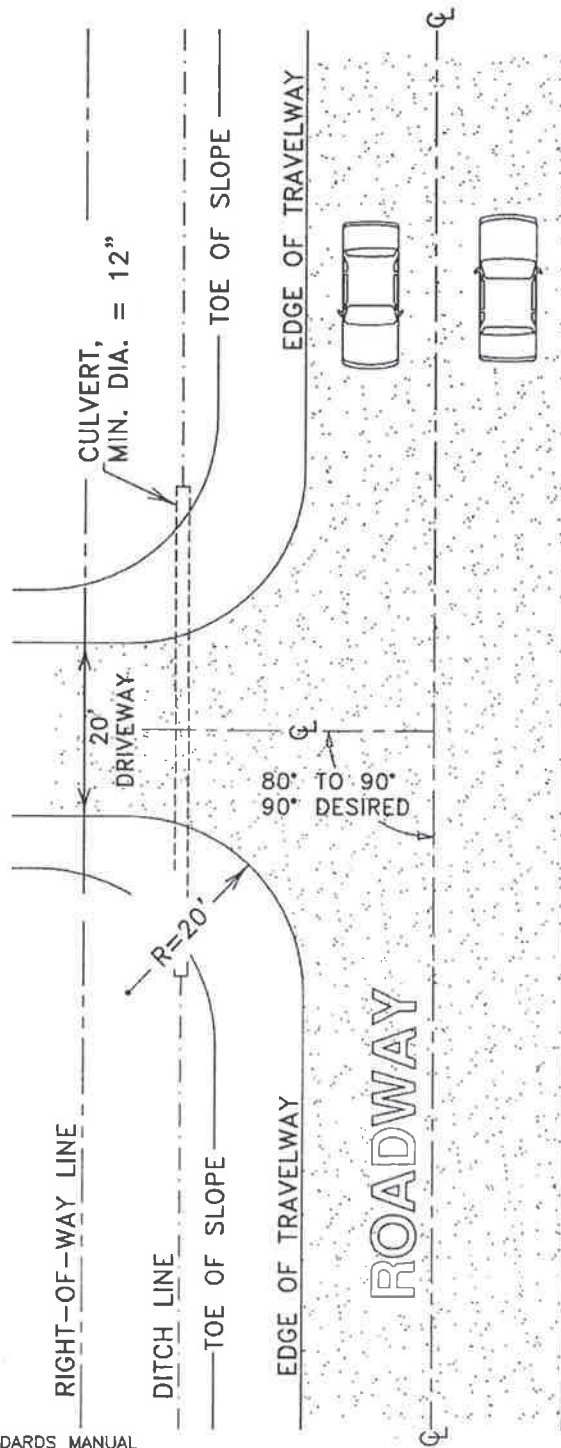 RIGHT-OF-WAY LINE
DITCH LINE
TOE OF SLOPE
EDGE OF TRAVELWAY
ROADWAY
℄
R=20'
20'
DRIVEWAY
80° TO 90°
90° DESIRED
℄
CULVERT,
MIN. DIA. = 12"
TOE OF SLOPE
EDGE OF TRAVELWAY
℄
DARDS MANUAL